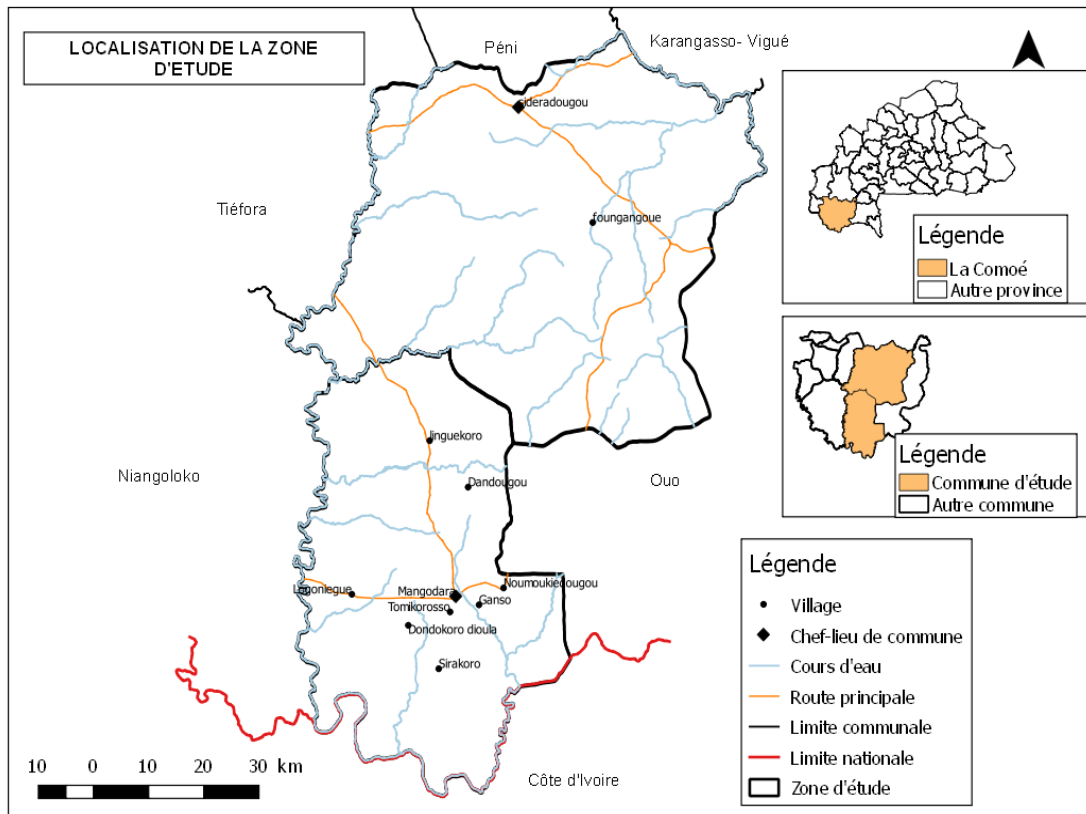 LOCALISATION DE LA ZONE
D'ETUDE
Péni
Karangasso- Vigué
sideradougou
Tiéfora
foungangoue
Légende
La Comoé
Autre province
Légende
Commune d'étude
Autre commune
Niangoloko
linguekoro
Dandougou
Ouo
Logoniegue
Mangodara
Noumoukiedougou
Tomikorosso
Ganso
Dondokoro dioula
Sirakoro
Côte d'Ivoire
Légende
Village
Chef-lieu de commune
Cours d'eau
Route principale
Limite communale
Limite nationale
Zone d'étude
10 0 10 20 30 km